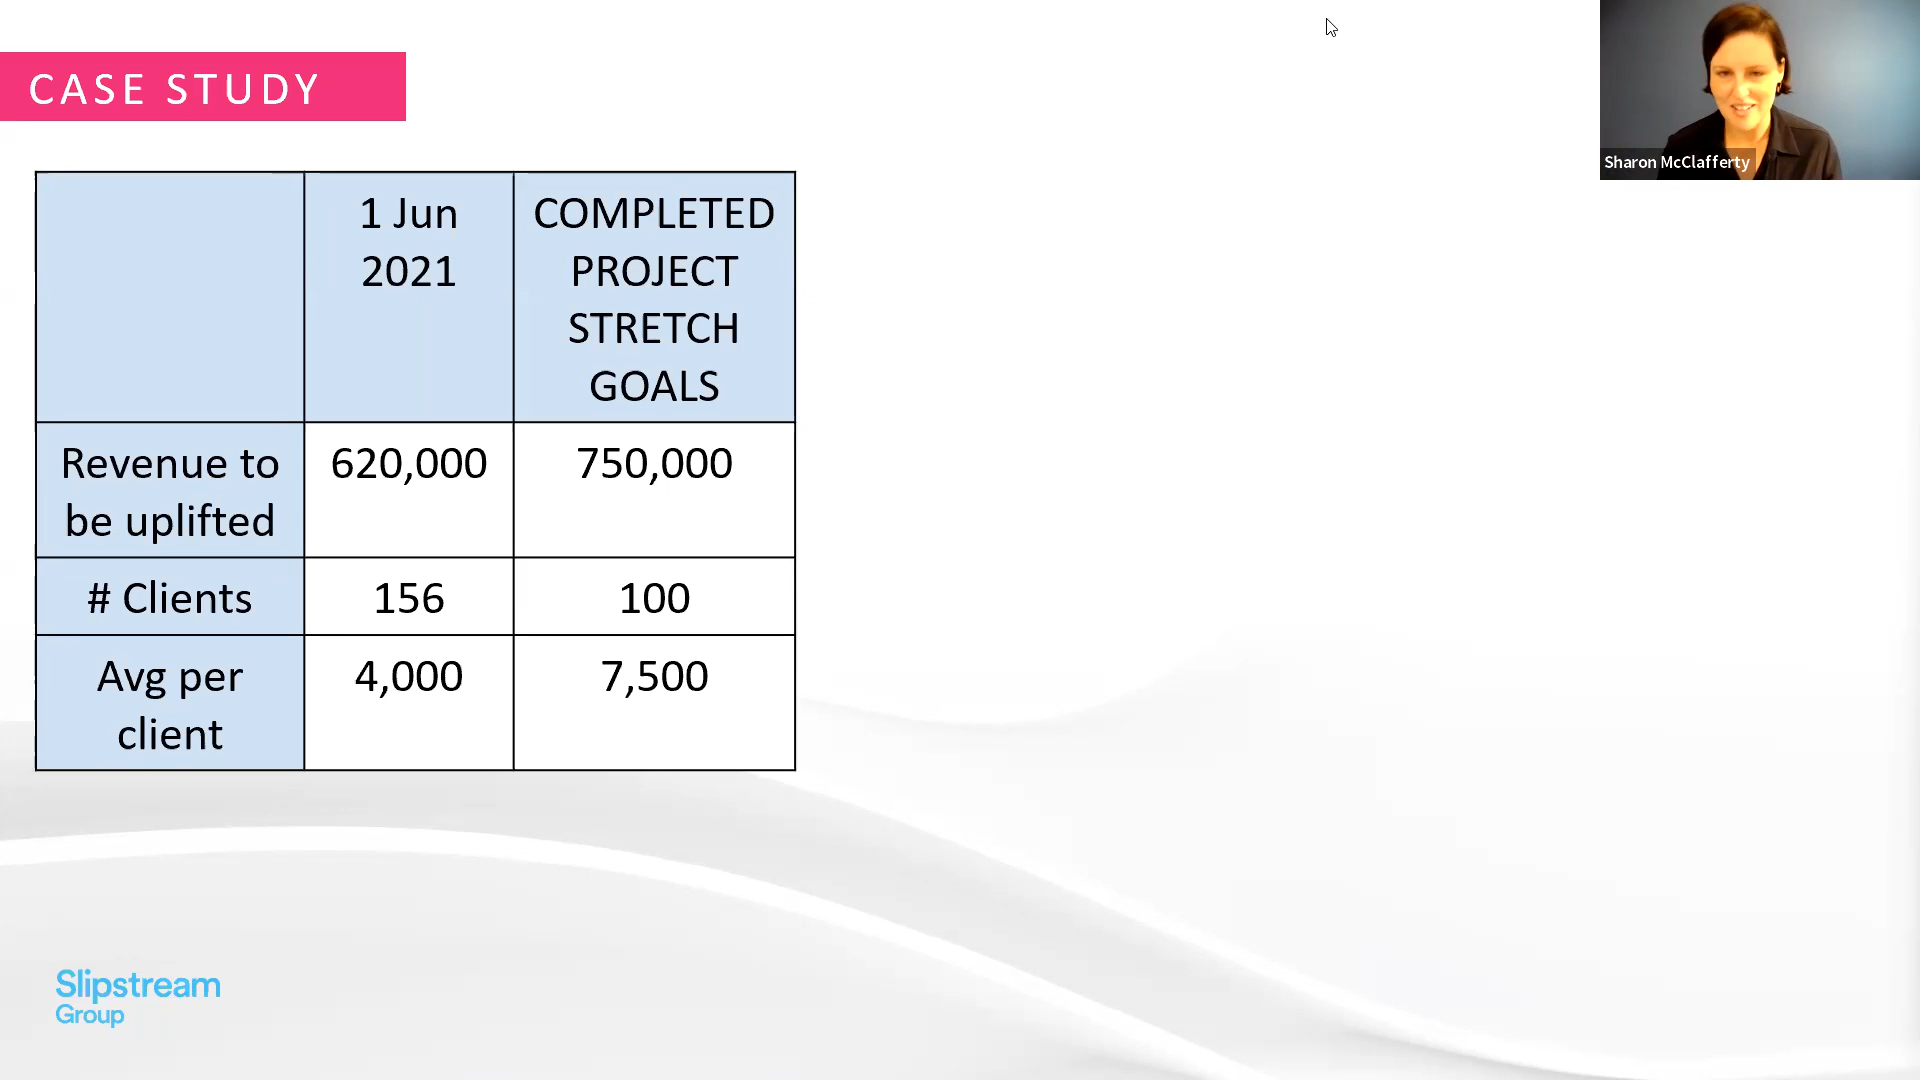 CASE STUDY
Sharon McClafferty
1 Jun
2021
COMPLETED
PROJECT
STRETCH
GOALS
Revenue to
be uplifted
620,000
750,000
# Clients
156
100
Avg per
client
4,000
7,500
Slipstream
Group